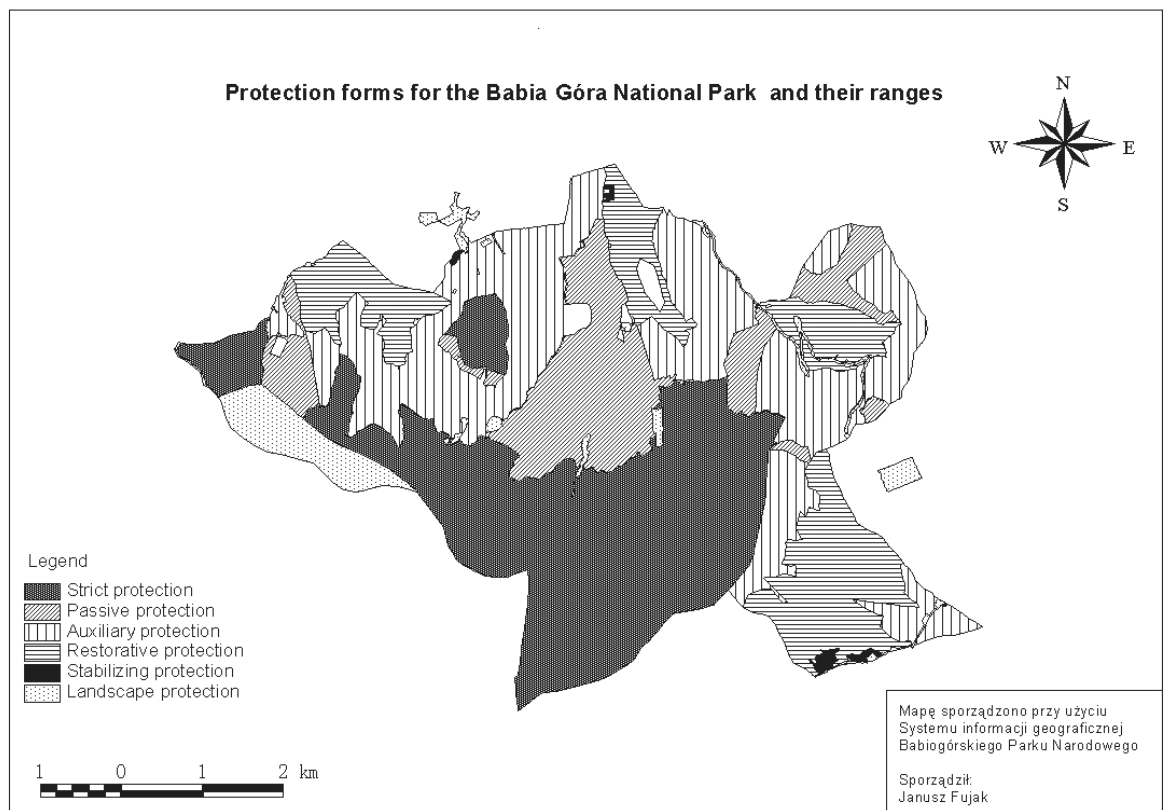 Protection forms for the Babia Góra National Park and their ranges
N
W E
S
Legend
Strict protection
Passive protection
Auxiliary protection
Restorative protection
Stabilizing protection
Landscape protection
1 0 1 2 km
Mapę sporządzono przy użyciu
Systemu informacji geograficznej
Babiogórskiego Parku Narodowego
Sporządził:
Janusz Fujak